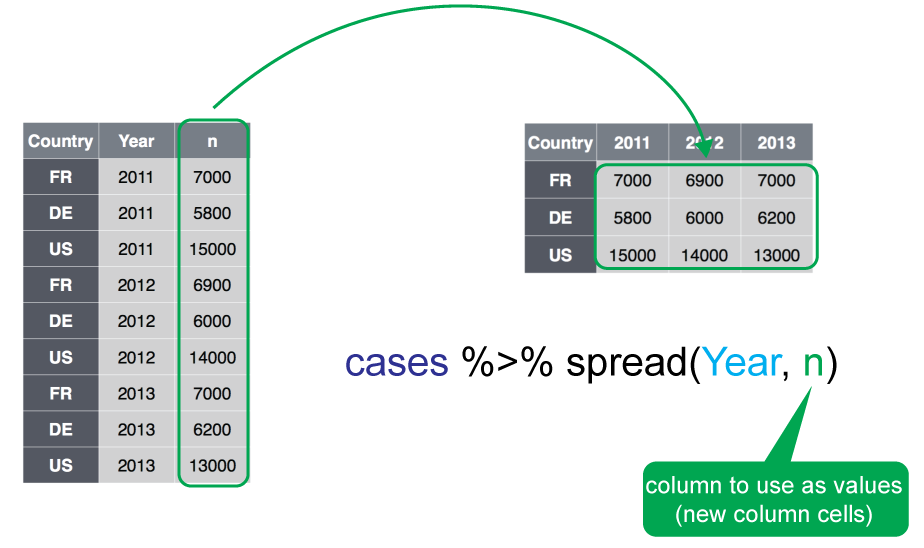 Country Year n
FR 2011 7000
DE 2011 5800
US 2011 15000
FR 2012 6900
DE 2012 6000
US 2012 14000
FR 2013 7000
DE 2013 6200
US 2013 13000
Country 2011 2012 2013
FR 7000 6900 7000
DE 5800 6000 6200
US 15000 14000 13000
cases %>% spread(Year, n)
column to use as values
(new column cells)